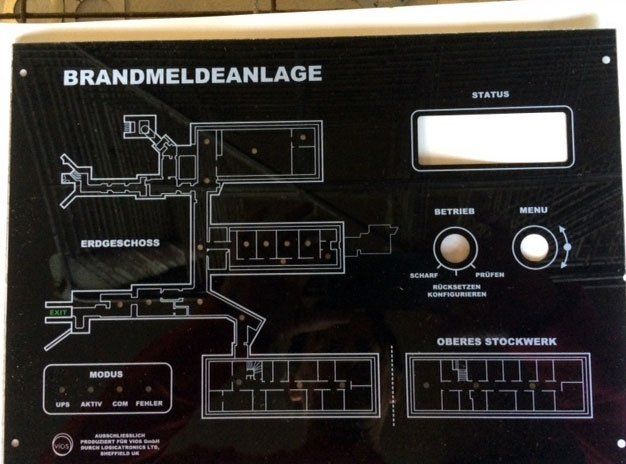 BRANDMELDEANLAGE
STATUS
BETRIEB
MENU
ERDGESCHOSS
SCHARF
PRÜFEN
RÜCKSETZEN
KONFIGURIEREN
EXIT
OBERES STOCKWERK
MODUS
UPS AKTIV COM FEHLER
VIOS
AUSSCHLIESSLICH
PRODUZIERT FÜR VIOS GmbH
DURCH LOGICATRONICS LTD,
SHEFFIELD UK